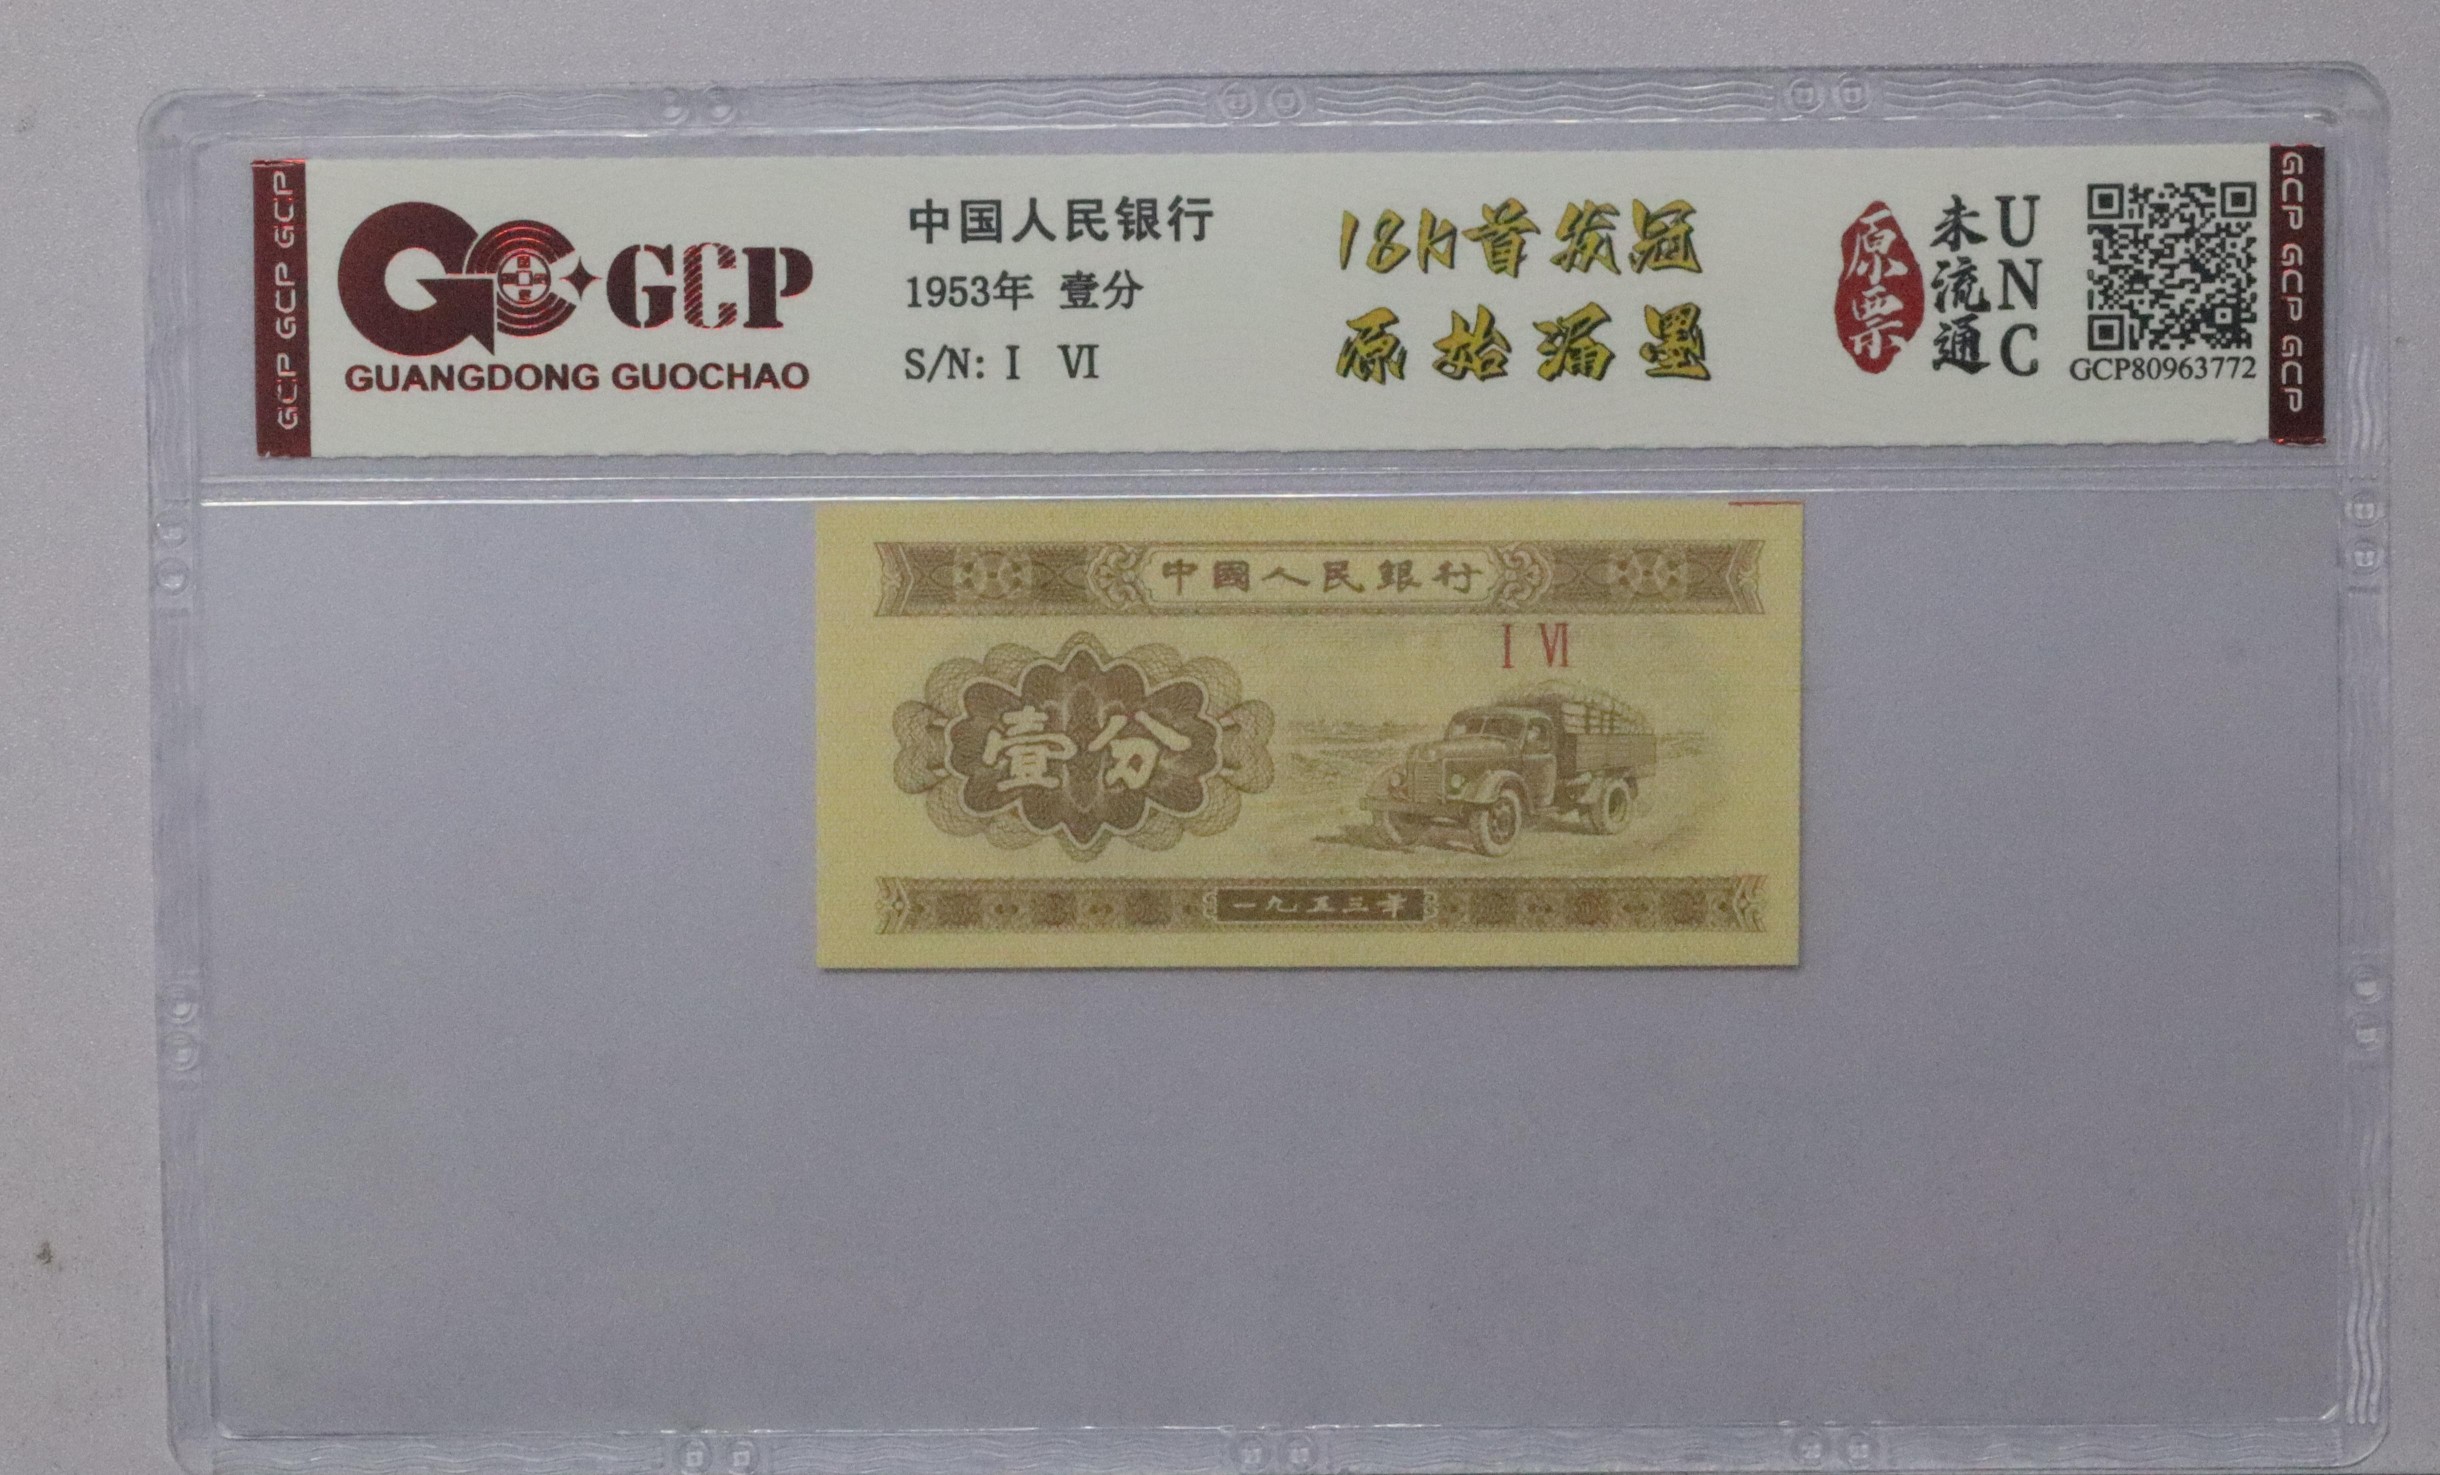 GCP GCP GCP
GCP
GUANGDONG GUOCHAO
中国人民银行
1953年 壹分
S/N: I VI
18k首发冠
原始漏墨
原票
未流通
UNC
GCP80963772
GCP GCP GCP
中國人民銀行
I VI
壹分
一九五三年